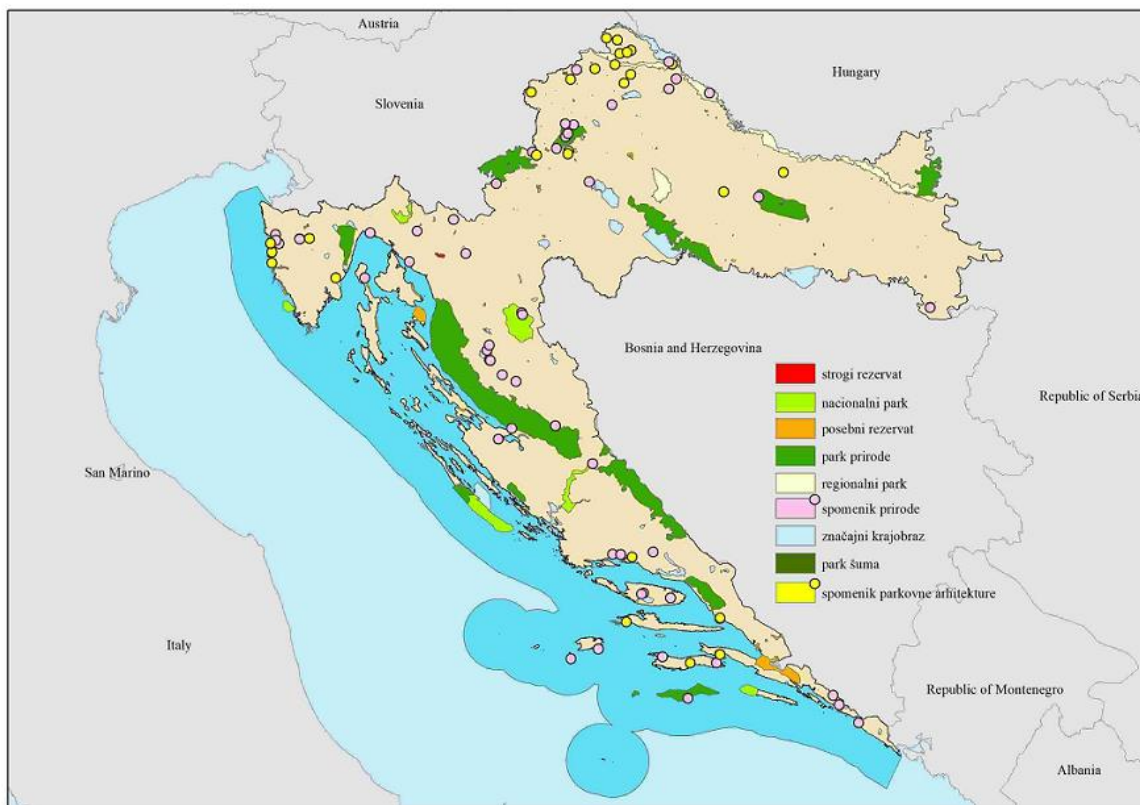 Austria
Hungary
Slovenia
Bosnia and Herzegovina
Republic of Serbia
San Marino
Italy
Republic of Montenegro
Albania
strogi rezervat
nacionalni park
posebni rezervat
park prirode
regionalni park
spomenik prirode
značajni krajobraz
park šuma
spomenik parkovne arhitekture